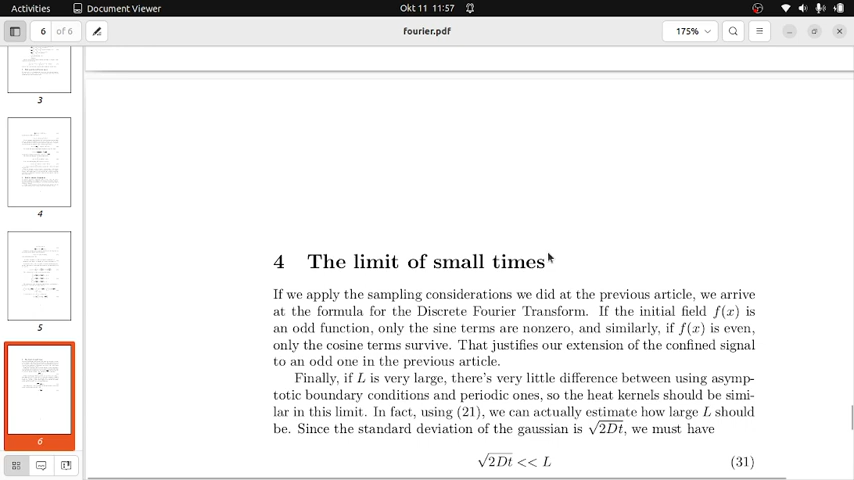 Activities
Document Viewer
Okt 11 11:57
6 of 6
fourier.pdf
175%
3
4
5
6
4 The limit of small times
If we apply the sampling considerations we did at the previous article, we arrive
at the formula for the Discrete Fourier Transform. If the initial field f(x) is
an odd function, only the sine terms are nonzero, and similarly, if f(x) is even,
only the cosine terms survive. That justifies our extension of the confined signal
to an odd one in the previous article.
Finally, if L is very large, there's very little difference between using asymp-
totic boundary conditions and periodic ones, so the heat kernels should be simi-
lar in this limit. In fact, using (21), we can actually estimate how large L should
be. Since the standard deviation of the gaussian is √2Dt, we must have
√2Dt << L (31)